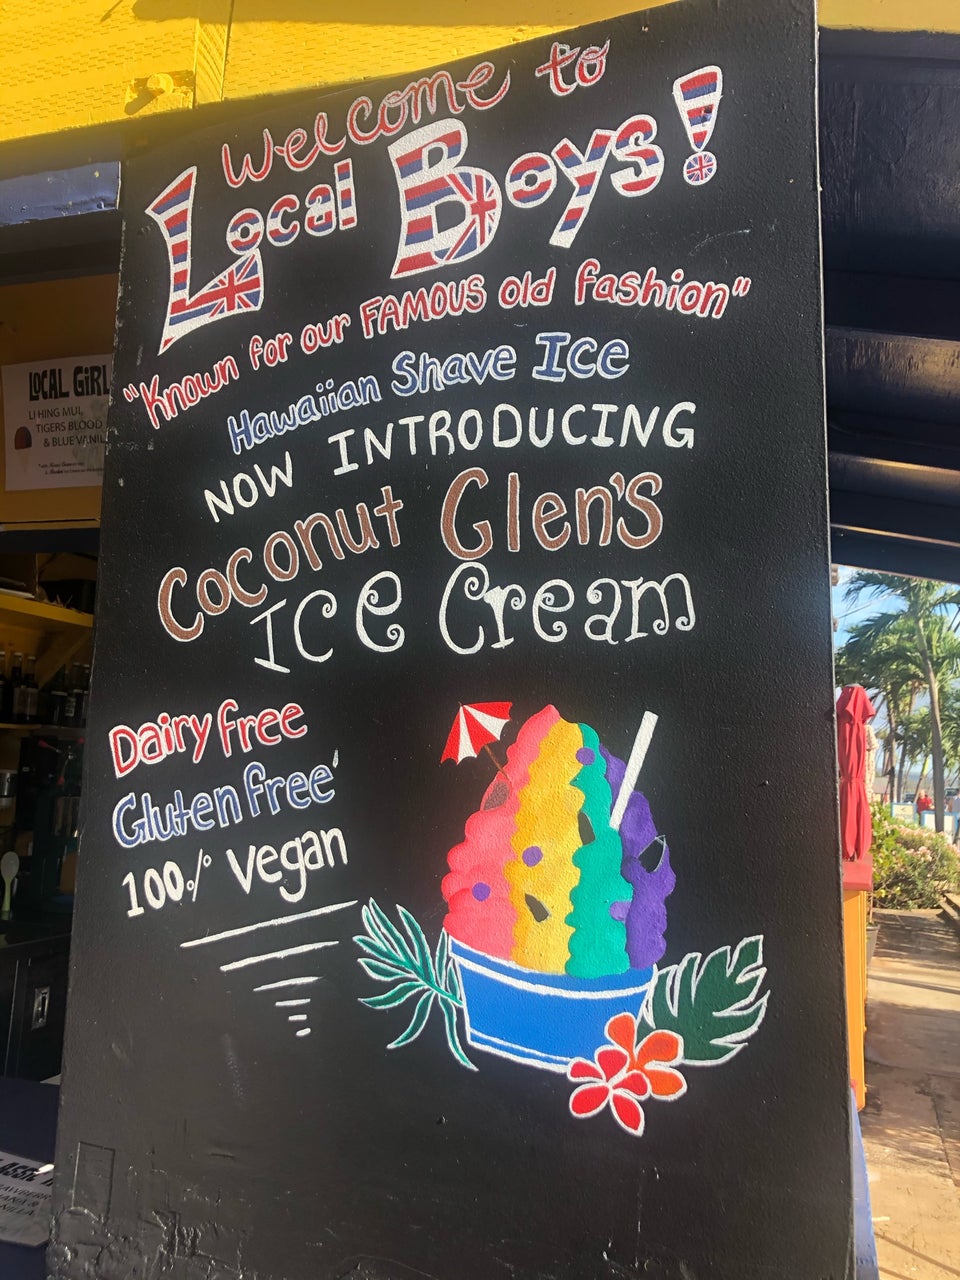 Welcome to
Local Boys!
"Known for our FAMOUS old fashion"
Hawaiian Shave Ice
NOW INTRODUCING
Coconut Glen's
Ice Cream
Dairy free
Gluten free
100% vegan
LOCAL GIRL
LI HING MUI,
TIGERS BLOOD
& BLUE VANIL